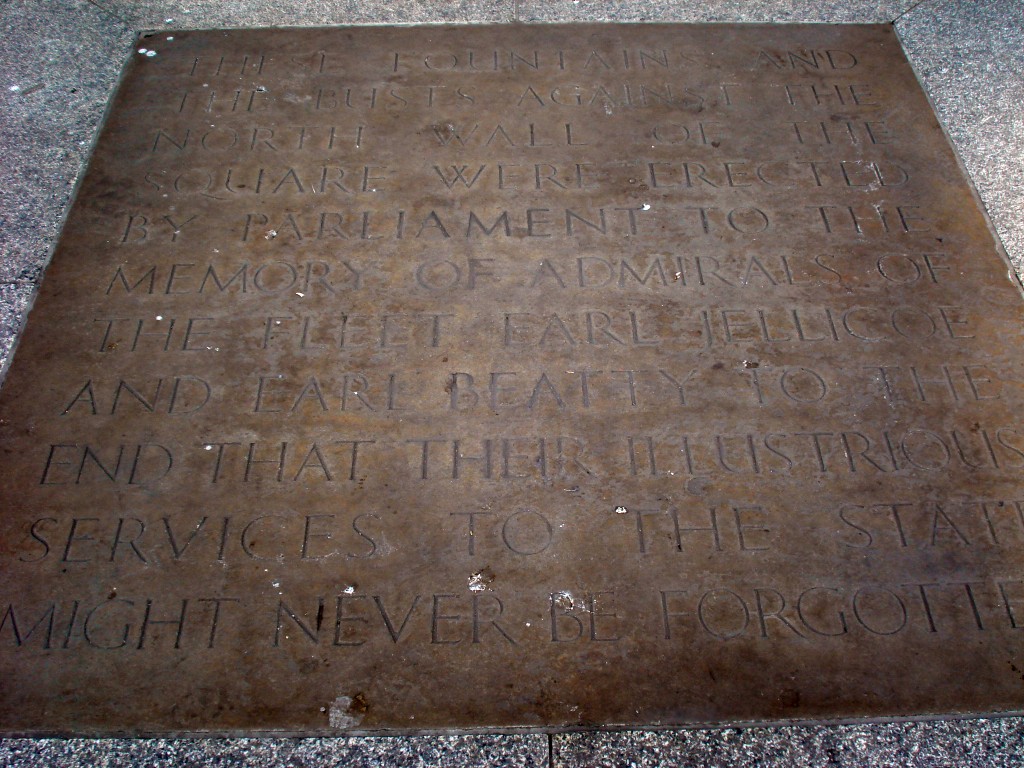 THESE FOUNTAINS AND
THE BUSTS AGAINST THE
NORTH WALL OF THE
SQUARE WERE ERECTED
BY PARLIAMENT TO THE
MEMORY OF ADMIRALS OF
THE FLEET EARL JELLICOE
AND EARL BEATTY TO THE
END THAT THEIR ILLUSTRIOUS
SERVICES TO THE STATE
MIGHT NEVER BE FORGOTTE